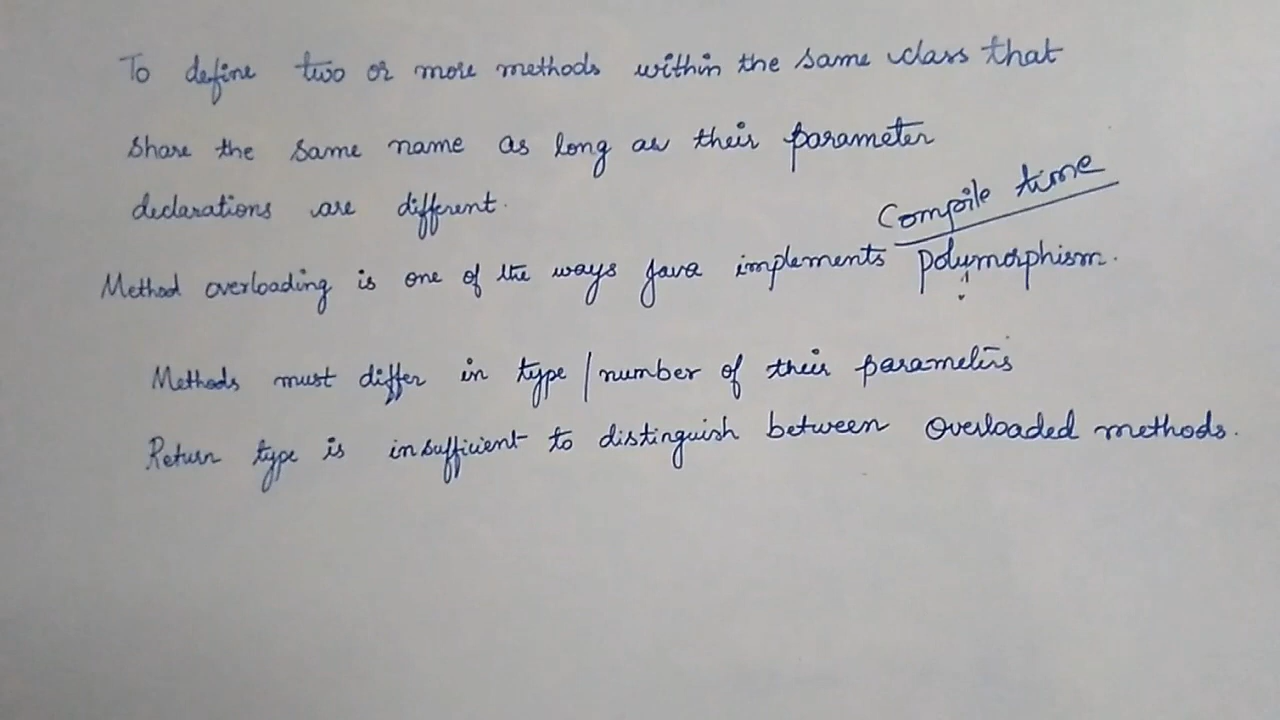 To define two or more methods within the same class that
share the same name as long as their parameter
declarations are different.
Compile time
Method overloading is one of the ways Java implements polymorphism.
Methods must differ in type / number of their parameters
Return type is insufficient to distinguish between overloaded methods.